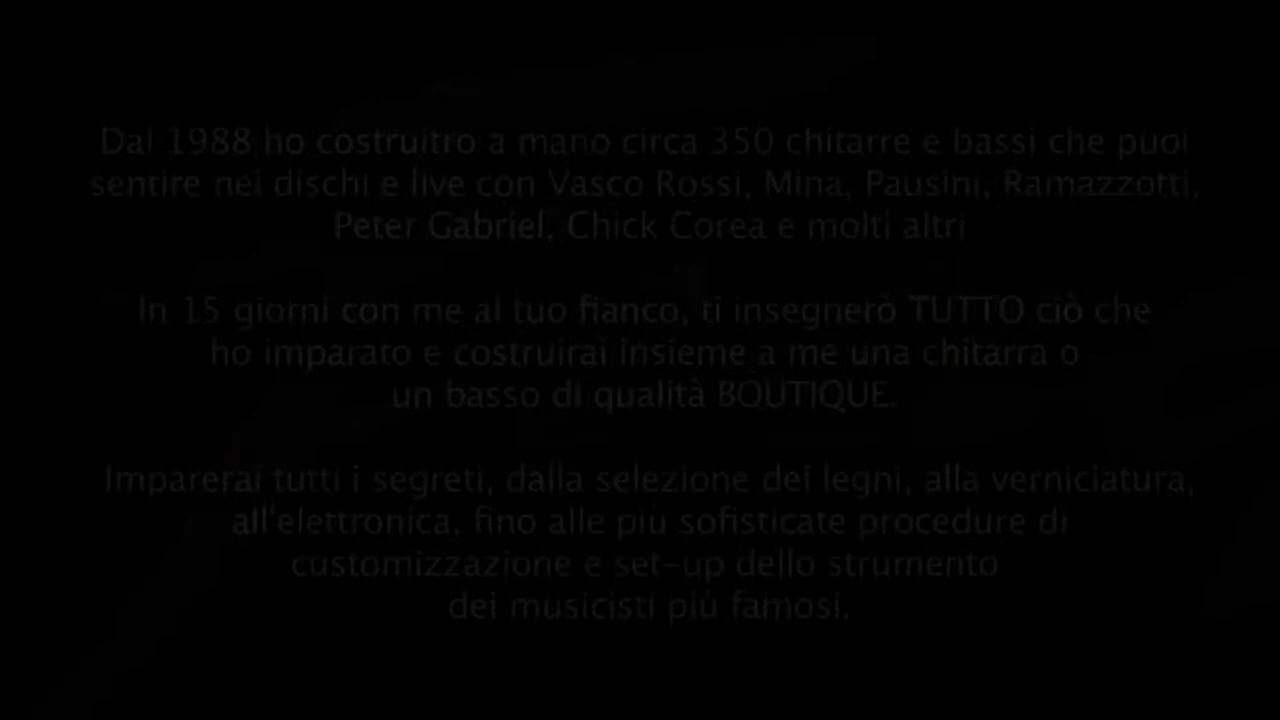 Dal 1988 ho costruitro a mano circa 350 chitarre e bassi che puoi
sentire nei dischi e live con Vasco Rossi, Mina, Pausini, Ramazzotti,
Peter Gabriel, Chick Corea e molti altri
In 15 giorni con me al tuo fianco, ti insegnerò TUTTO ciò che
ho imparato e costruirai insieme a me una chitarra o
un basso di qualità BOUTIQUE.
Imparerai tutti i segreti, dalla selezione dei legni, alla verniciatura,
all'elettronica, fino alle più sofisticate procedure di
customizzazione e set-up dello strumento
dei musicisti più famosi.